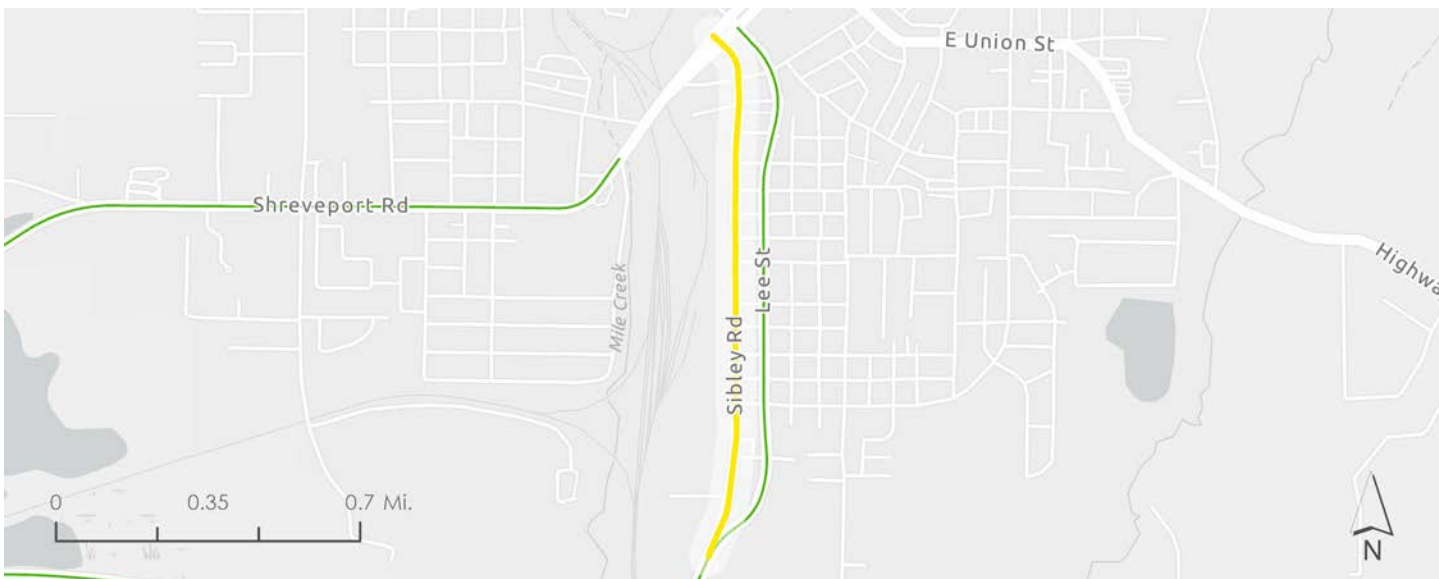 E Union St
Shreveport Rd
Lee St
Highwa
Mile Creek
Sibley Rd
0 0.35 0.7 Mi.
N